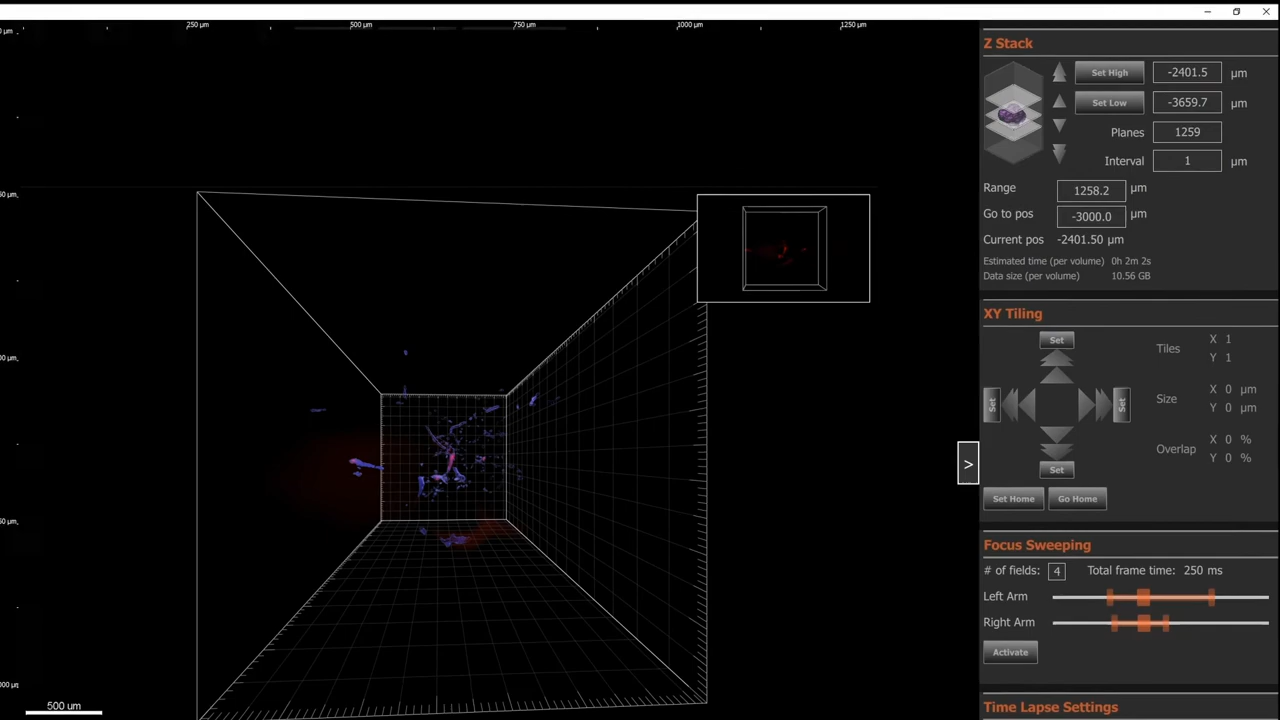 250 µm 500 µm 750 µm 1000 µm 1250 µm
500 um
>
Z Stack
Set High -2401.5 µm
Set Low -3659.7 µm
Planes 1259
Interval 1 µm
Range 1258.2 µm
Go to pos -3000.0 µm
Current pos -2401.50 µm
Estimated time (per volume) 0h 2m 2s
Data size (per volume) 10.56 GB
XY Tiling
Set
Tiles X 1
Y 1
Set Set
Size X 0 µm
Y 0 µm
Overlap X 0 %
Y 0 %
Set
Set Home Go Home
Focus Sweeping
# of fields: 4 Total frame time: 250 ms
Left Arm
Right Arm
Activate
Time Lapse Settings